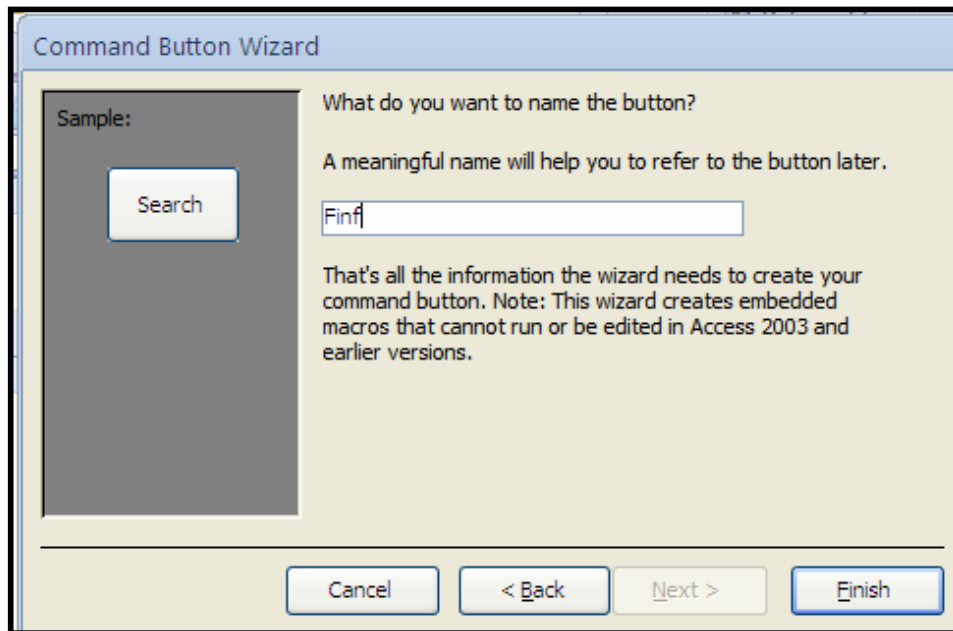 Command Button Wizard
Sample:
Search
What do you want to name the button?
A meaningful name will help you to refer to the button later.
Finf
That's all the information the wizard needs to create your
command button. Note: This wizard creates embedded
macros that cannot run or be edited in Access 2003 and
earlier versions.
Cancel
< Back
Next >
Finish